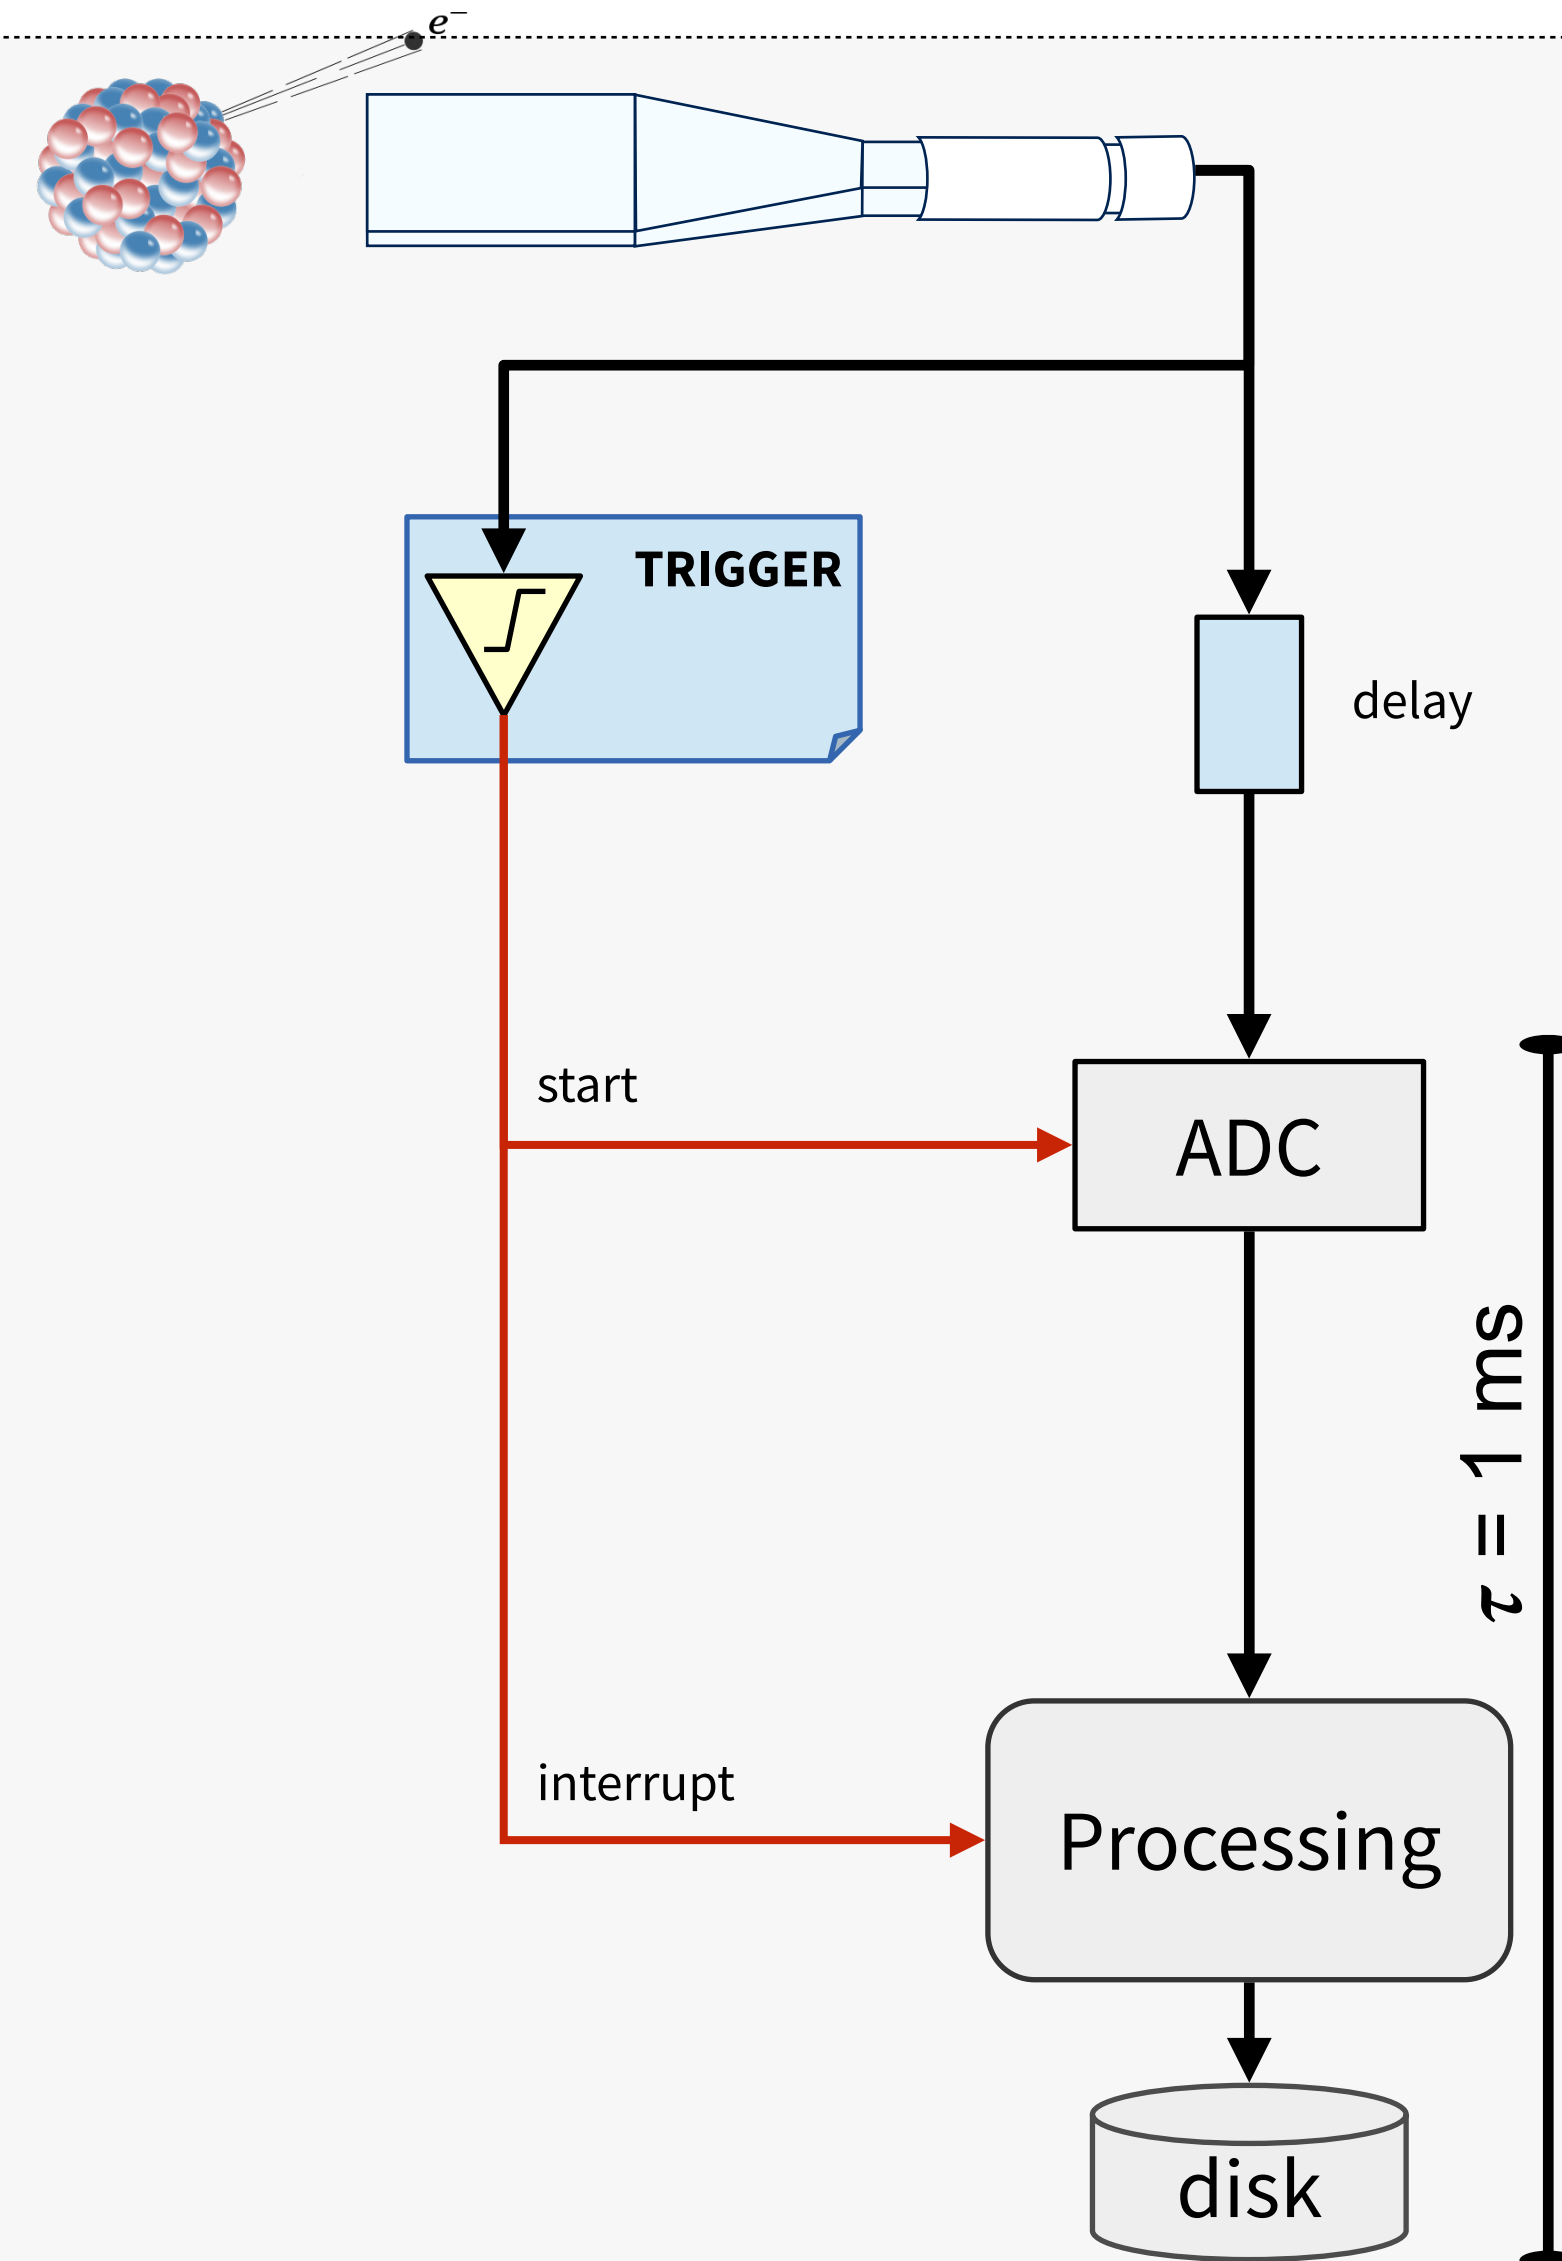 e⁻
TRIGGER
delay
start
ADC
τ = 1 ms
interrupt
Processing
disk